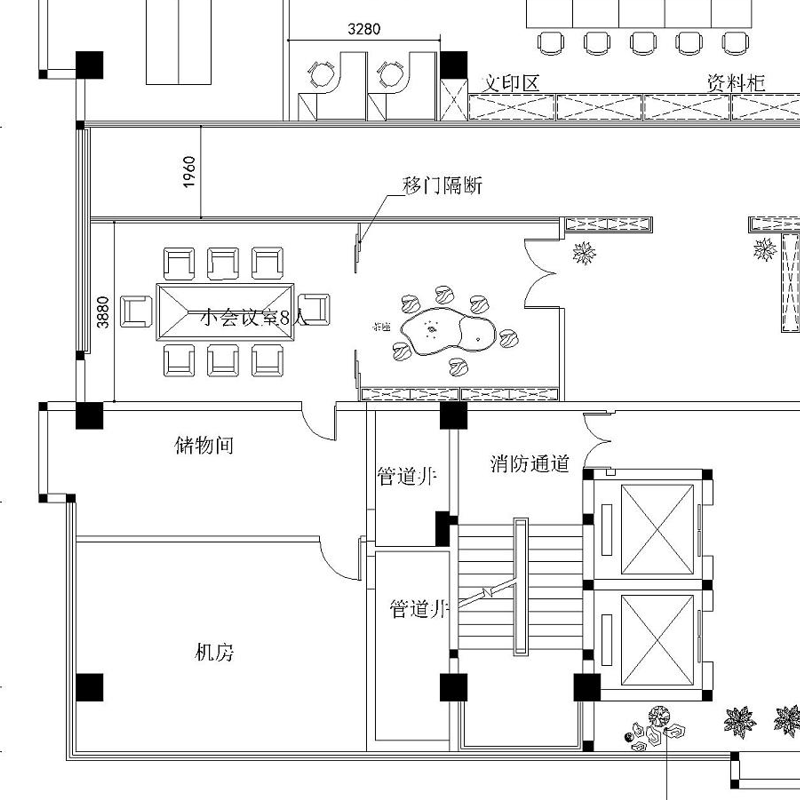 3280
文印区
资料柜
1960
移门隔断
3880
小会议室8人
茶座
储物间
管道井
消防通道
管道井
机房